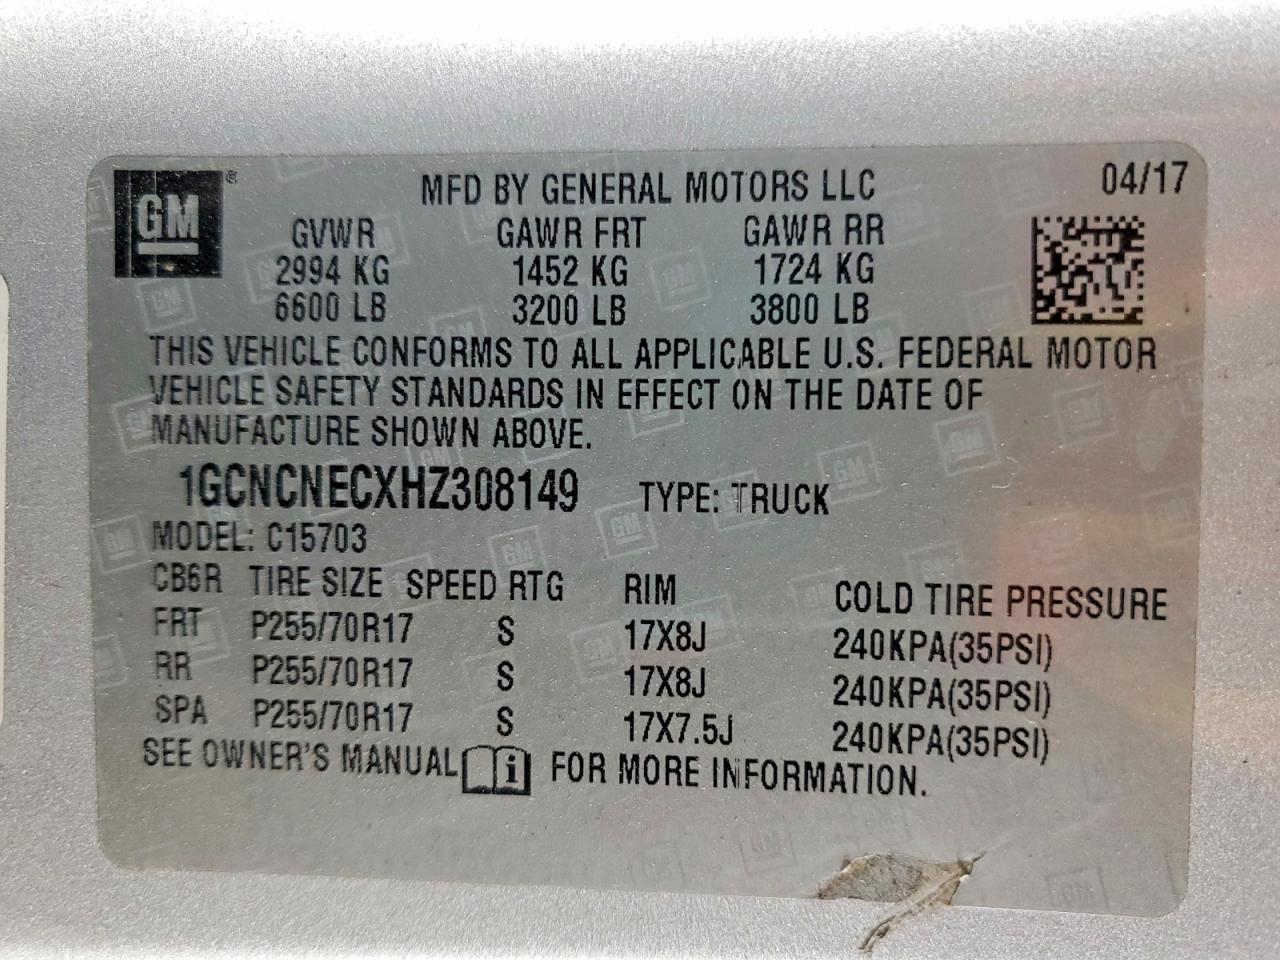 GM®
MFD BY GENERAL MOTORS LLC 04/17
GVWR GAWR FRT GAWR RR
2994 KG 1452 KG 1724 KG
6600 LB 3200 LB 3800 LB
THIS VEHICLE CONFORMS TO ALL APPLICABLE U.S. FEDERAL MOTOR
VEHICLE SAFETY STANDARDS IN EFFECT ON THE DATE OF
MANUFACTURE SHOWN ABOVE.
1GCNCNECXHZ308149 TYPE: TRUCK
MODEL: C15703
CB6R TIRE SIZE SPEED RTG RIM COLD TIRE PRESSURE
FRT P255/70R17 S 17X8J 240KPA(35PSI)
RR P255/70R17 S 17X8J 240KPA(35PSI)
SPA P255/70R17 S 17X7.5J 240KPA(35PSI)
SEE OWNER'S MANUAL i FOR MORE INFORMATION.